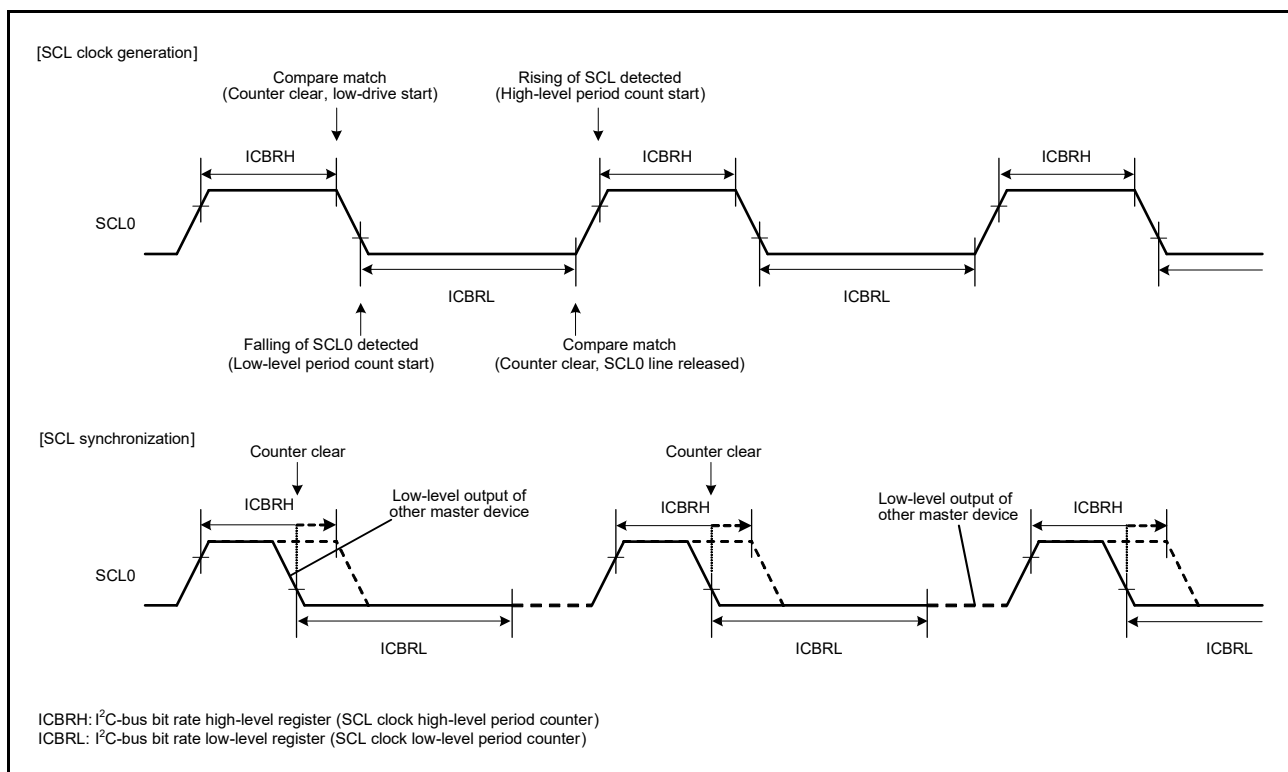 [SCL clock generation]
Compare match
(Counter clear, low-drive start)
Rising of SCL detected
(High-level period count start)
ICBRH
ICBRH
ICBRH
SCL0
ICBRL
ICBRL
Falling of SCL0 detected
(Low-level period count start)
Compare match
(Counter clear, SCL0 line released)
[SCL synchronization]
Counter clear
Counter clear
ICBRH
Low-level output of
other master device
ICBRH
Low-level output of
other master device
ICBRH
SCL0
ICBRL
ICBRL
ICBRL
ICBRH: I²C-bus bit rate high-level register (SCL clock high-level period counter)
ICBRL: I²C-bus bit rate low-level register (SCL clock low-level period counter)